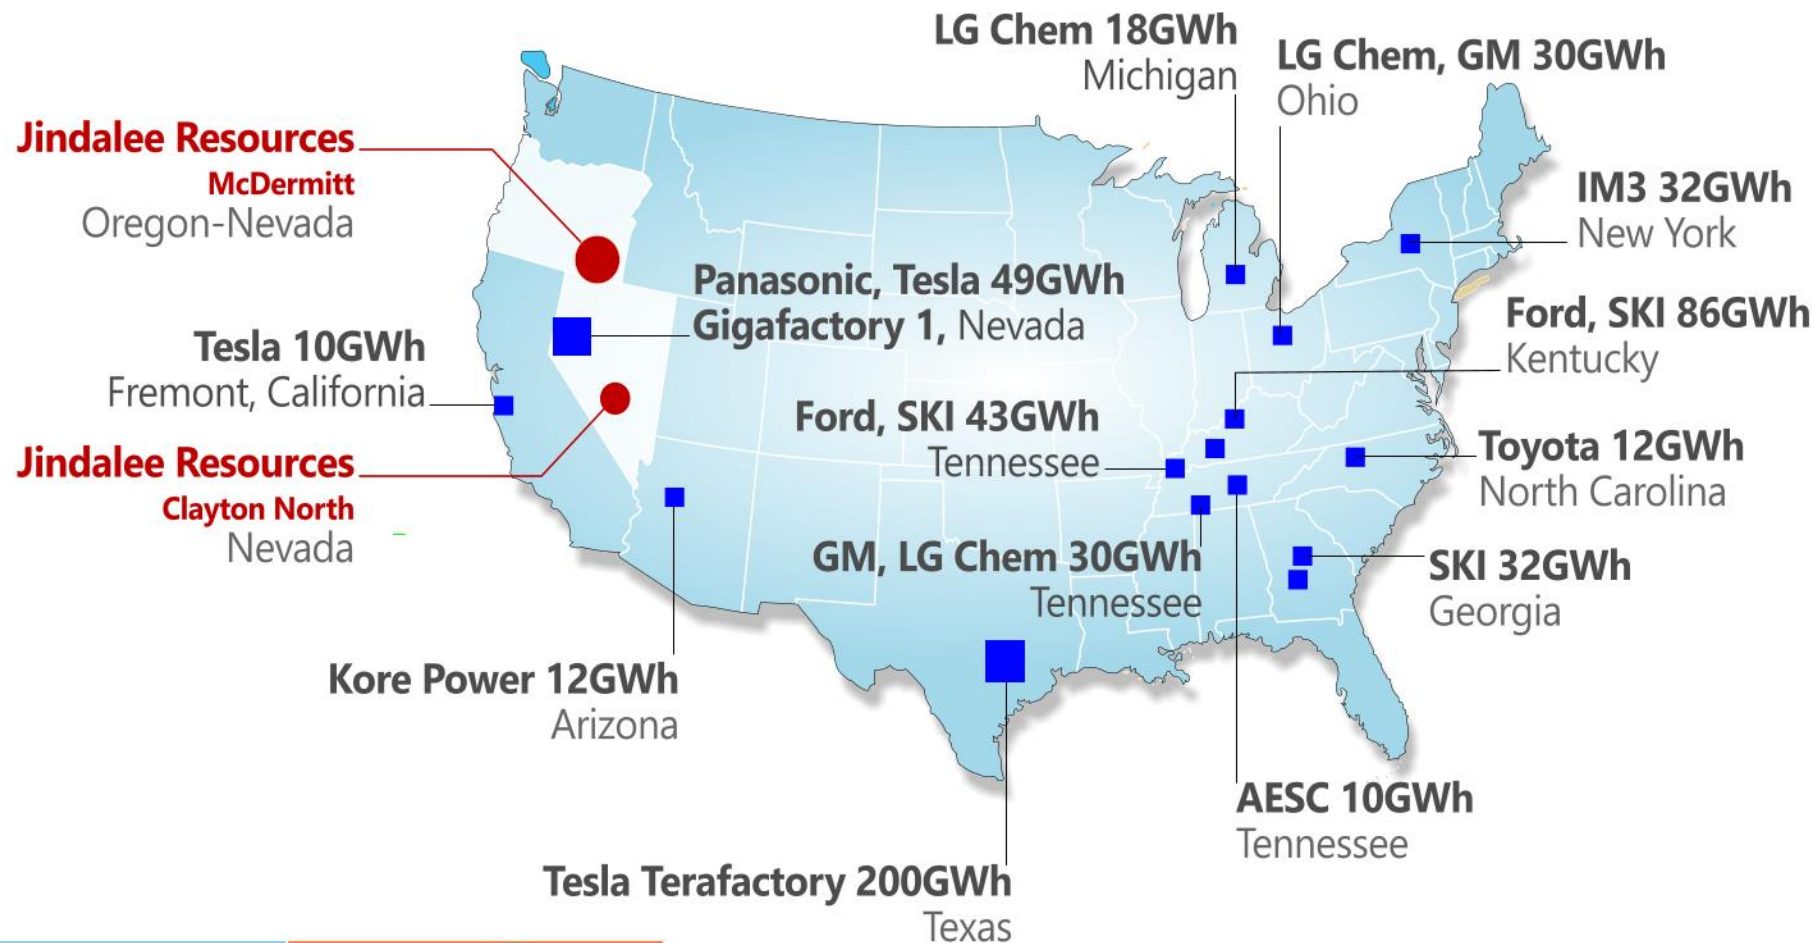 LG Chem 18GWh
Michigan
LG Chem, GM 30GWh
Ohio
Jindalee Resources
McDermitt
Oregon-Nevada
IM3 32GWh
New York
Panasonic, Tesla 49GWh
Gigafactory 1, Nevada
Ford, SKI 86GWh
Kentucky
Tesla 10GWh
Fremont, California
Ford, SKI 43GWh
Tennessee
Toyota 12GWh
North Carolina
Jindalee Resources
Clayton North
Nevada
GM, LG Chem 30GWh
Tennessee
SKI 32GWh
Georgia
Kore Power 12GWh
Arizona
AESC 10GWh
Tennessee
Tesla Terafactory 200GWh
Texas